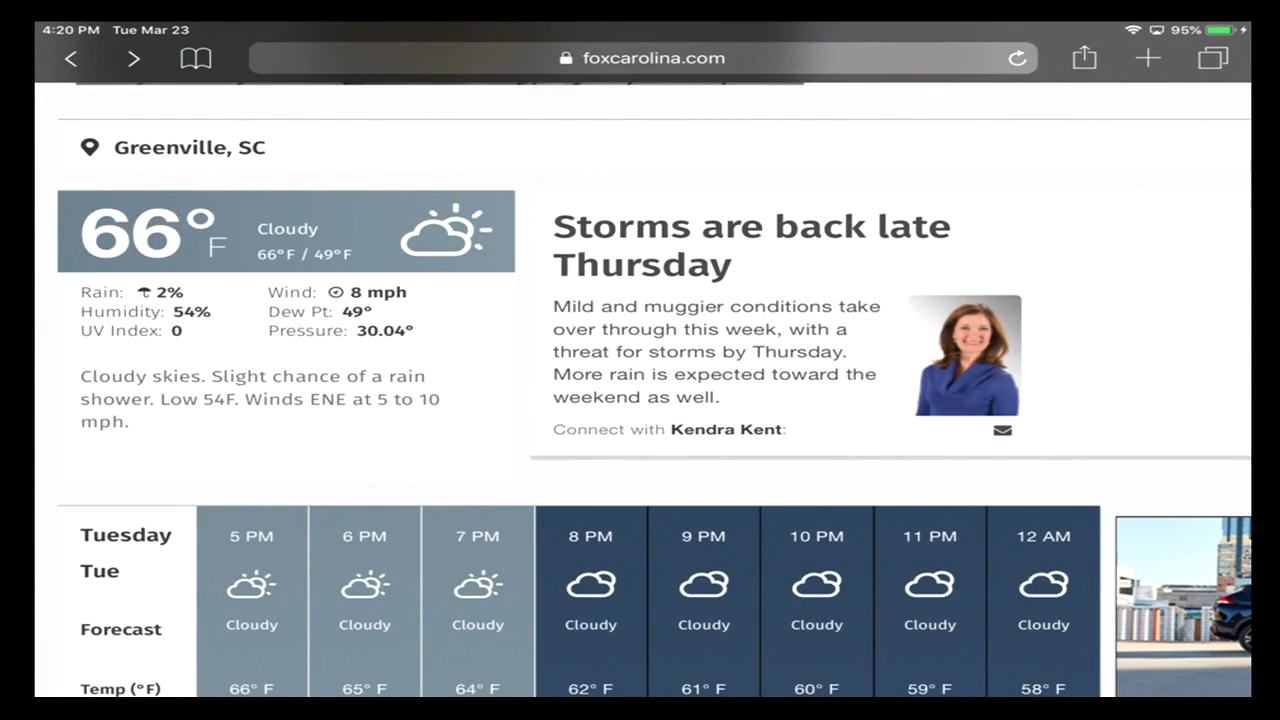 4:20 PM Tue Mar 23
95%
foxcarolina.com
Greenville, SC
66°F
Cloudy
66°F / 49°F
Rain: 2%
Wind: 8 mph
Humidity: 54%
Dew Pt: 49°
UV Index: 0
Pressure: 30.04°
Cloudy skies. Slight chance of a rain
shower. Low 54F. Winds ENE at 5 to 10
mph.
Storms are back late
Thursday
Mild and muggier conditions take
over through this week, with a
threat for storms by Thursday.
More rain is expected toward the
weekend as well.
Connect with Kendra Kent:
Tuesday 5 PM 6 PM 7 PM 8 PM 9 PM 10 PM 11 PM 12 AM
Tue
Forecast Cloudy Cloudy Cloudy Cloudy Cloudy Cloudy Cloudy Cloudy
Temp (°F) 66° F 65° F 64° F 62° F 61° F 60° F 59° F 58° F